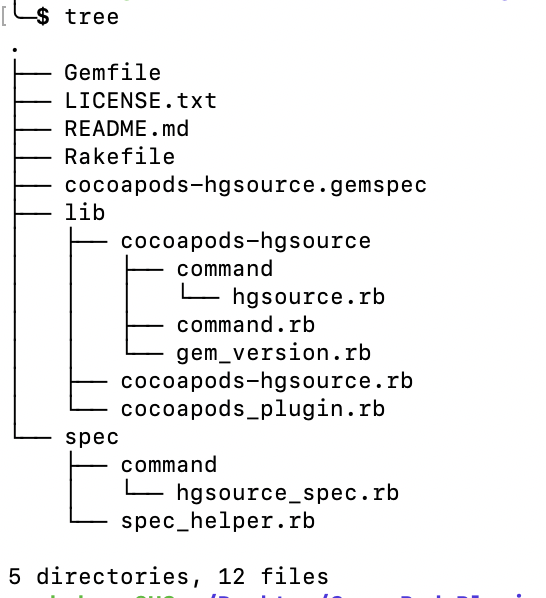 $ tree
.
├── Gemfile
├── LICENSE.txt
├── README.md
├── Rakefile
├── cocoapods-hgsource.gemspec
├── lib
│   ├── cocoapods-hgsource
│   │   ├── command
│   │   │   └── hgsource.rb
│   │   ├── command.rb
│   │   └── gem_version.rb
│   ├── cocoapods-hgsource.rb
│   └── cocoapods_plugin.rb
└── spec
    ├── command
    │   └── hgsource_spec.rb
    └── spec_helper.rb
5 directories, 12 files